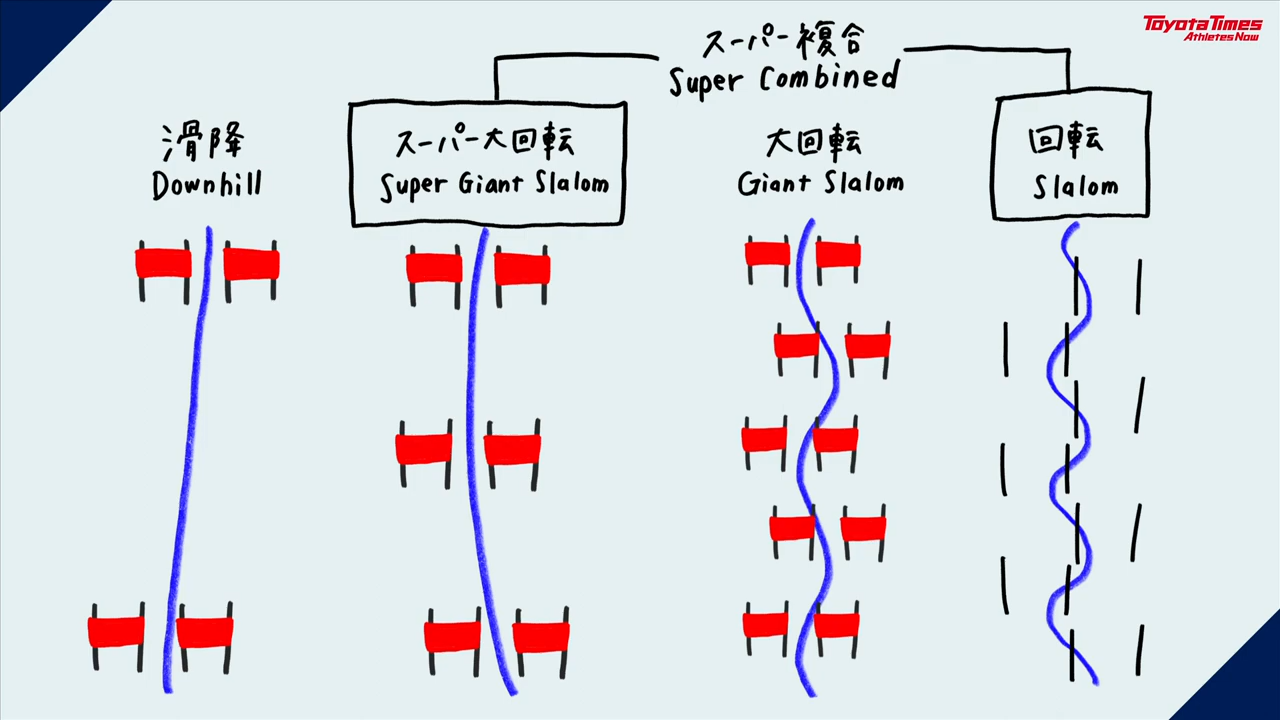 ToyotaTimes
AthletesNow
スーパー複合
Super Combined
滑降
Downhill
スーパー大回転
Super Giant Slalom
大回転
Giant Slalom
回転
Slalom